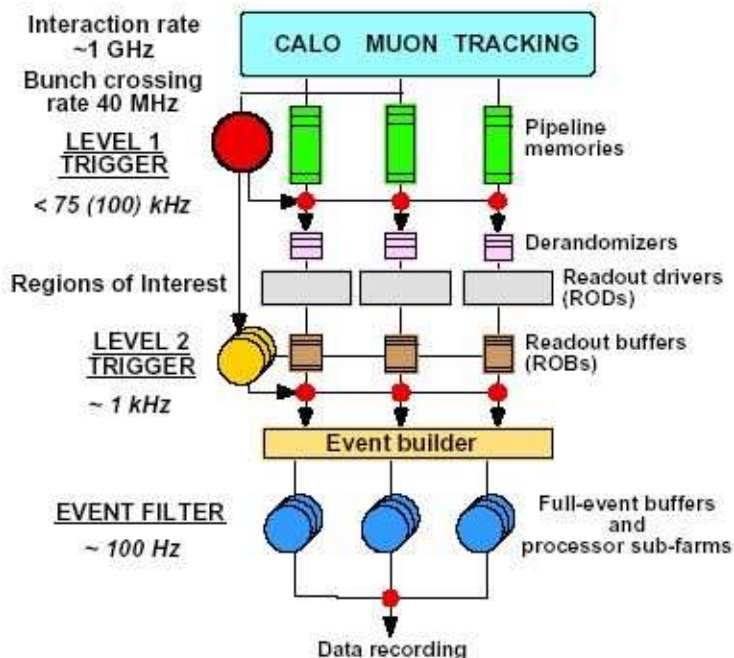 Interaction rate
~1 GHz
CALO MUON TRACKING
Bunch crossing
rate 40 MHz
LEVEL 1
TRIGGER
< 75 (100) kHz
Pipeline
memories
Derandomizers
Regions of Interest
Readout drivers
(RODs)
LEVEL 2
TRIGGER
~ 1 kHz
Readout buffers
(ROBs)
Event builder
EVENT FILTER
~ 100 Hz
Full-event buffers
and
processor sub-farms
Data recording